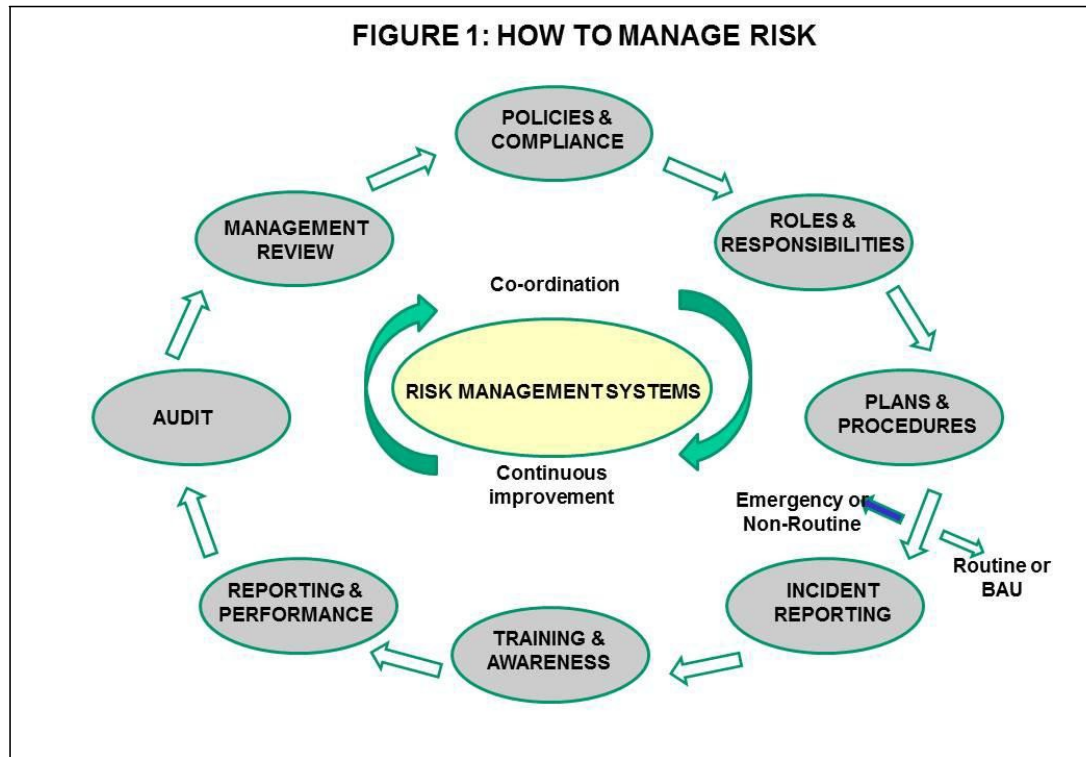 FIGURE 1: HOW TO MANAGE RISK
POLICIES &
COMPLIANCE
ROLES &
RESPONSIBILITIES
PLANS &
PROCEDURES
Emergency or
Non-Routine
Routine or
BAU
INCIDENT
REPORTING
TRAINING &
AWARENESS
REPORTING &
PERFORMANCE
AUDIT
MANAGEMENT
REVIEW
Co-ordination
RISK MANAGEMENT SYSTEMS
Continuous
improvement